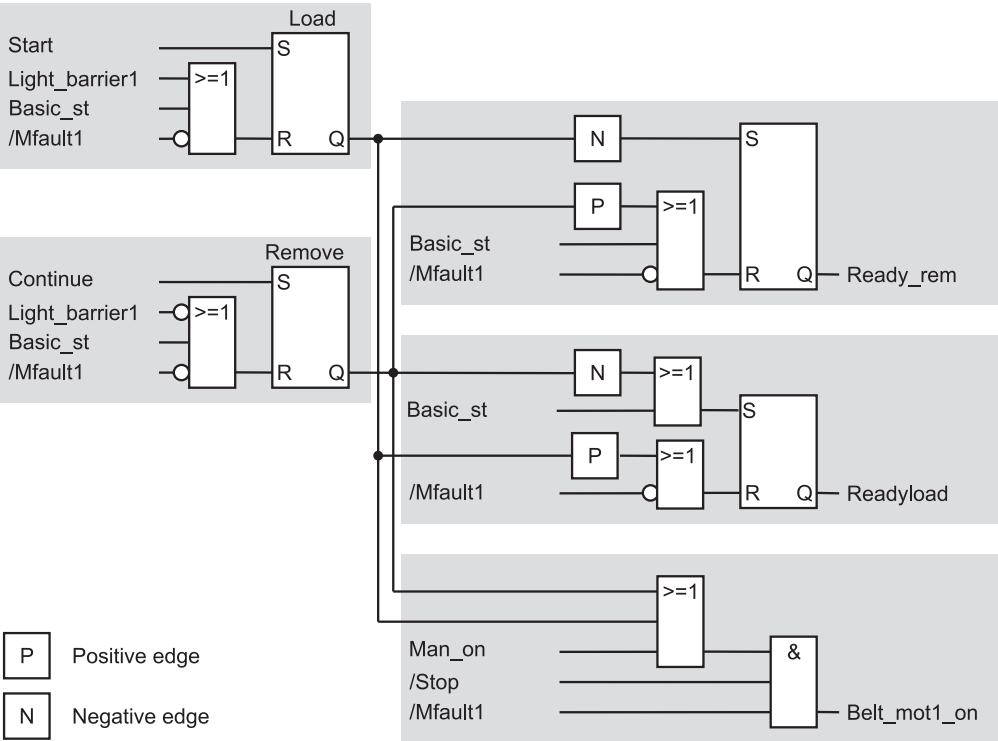 Load
Start
S
Light_barrier1
>=1
Basic_st
/Mfault1
R Q
N
S
P
>=1
Basic_st
/Mfault1
R Q
Ready_rem
Remove
Continue
S
Light_barrier1
>=1
Basic_st
/Mfault1
R Q
N
>=1
Basic_st
S
P
>=1
/Mfault1
R Q
Readyload
>=1
Man_on
&
/Stop
/Mfault1
Belt_mot1_on
P Positive edge
N Negative edge